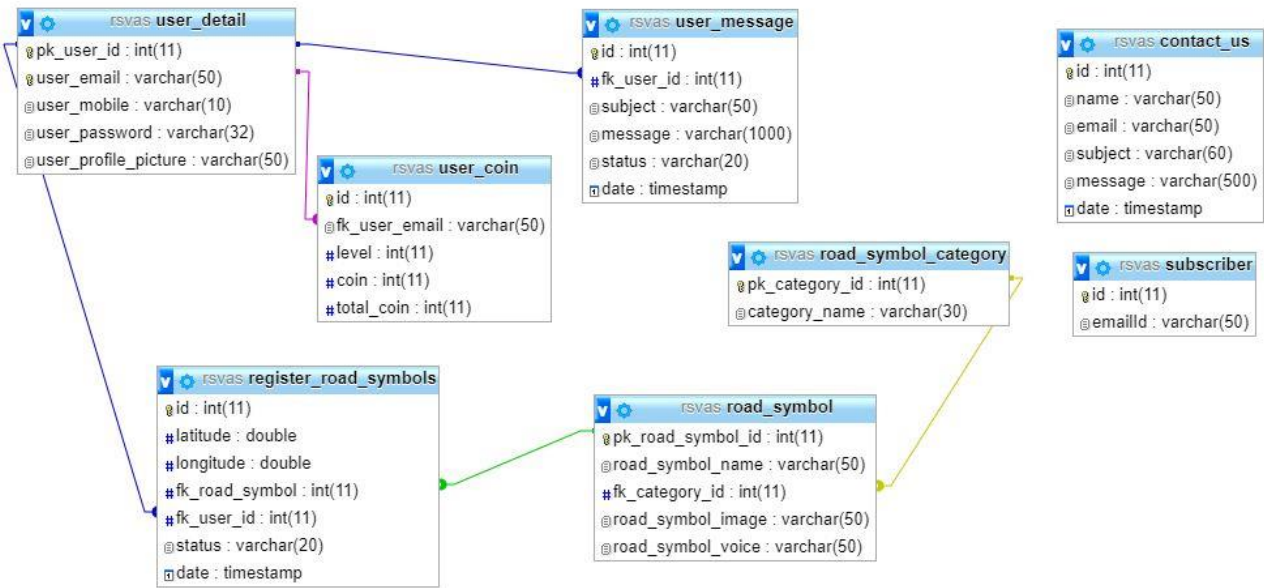 rsvas user_detail
pk_user_id : int(11)
user_email : varchar(50)
user_mobile : varchar(10)
user_password : varchar(32)
user_profile_picture : varchar(50)
rsvas user_message
id : int(11)
#fk_user_id : int(11)
subject : varchar(50)
message : varchar(1000)
status : varchar(20)
date : timestamp
rsvas contact_us
id : int(11)
name : varchar(50)
email : varchar(50)
subject : varchar(60)
message : varchar(500)
date : timestamp
rsvas user_coin
id : int(11)
fk_user_email : varchar(50)
#level : int(11)
#coin : int(11)
#total_coin : int(11)
rsvas road_symbol_category
pk_category_id : int(11)
category_name : varchar(30)
rsvas subscriber
id : int(11)
emailId : varchar(50)
rsvas register_road_symbols
id : int(11)
#latitude : double
#longitude : double
#fk_road_symbol : int(11)
#fk_user_id : int(11)
status : varchar(20)
date : timestamp
rsvas road_symbol
pk_road_symbol_id : int(11)
road_symbol_name : varchar(50)
#fk_category_id : int(11)
road_symbol_image : varchar(50)
road_symbol_voice : varchar(50)